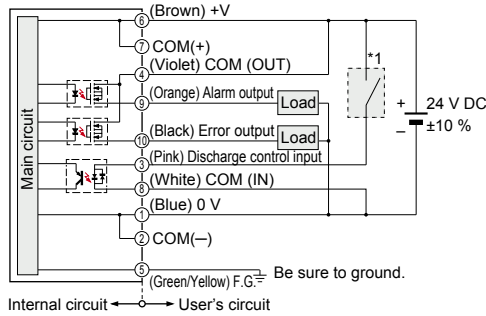 (Brown) +V
6
7 COM(+)
*1
(Violet) COM (OUT)
4
(Orange) Alarm output
9
Load
+ 24 V DC
– ±10 %
(Black) Error output
10
Load
Main circuit
(Pink) Discharge control input
3
(White) COM (IN)
8
(Blue) 0 V
1
2 COM(–)
5
(Green/Yellow) F.G.
Be sure to ground.
Internal circuit
User's circuit